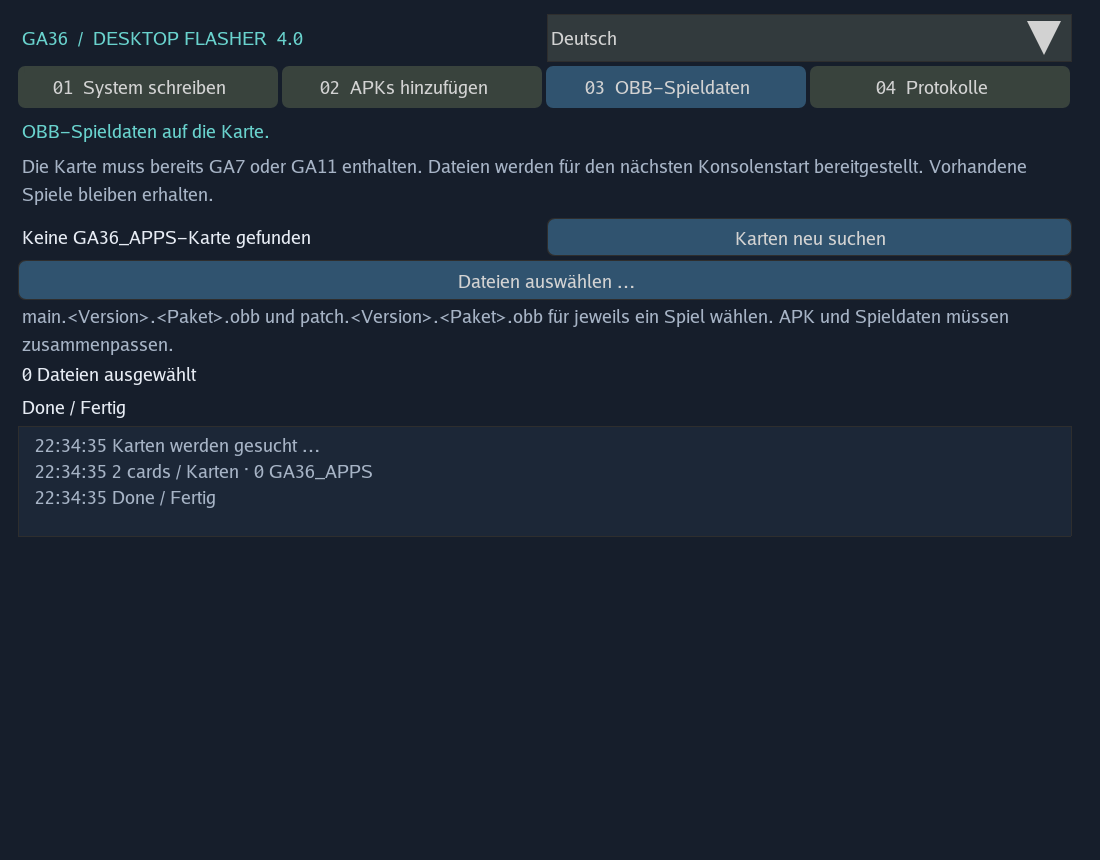 GA36 / DESKTOP FLASHER 4.0
Deutsch
01 System schreiben
02 APKs hinzufügen
03 OBB–Spieldaten
04 Protokolle
OBB–Spieldaten auf die Karte.
Die Karte muss bereits GA7 oder GA11 enthalten. Dateien werden für den nächsten Konsolenstart bereitgestellt. Vorhandene
Spiele bleiben erhalten.
Keine GA36_APPS–Karte gefunden
Karten neu suchen
Dateien auswählen ...
main.<Version>.<Paket>.obb und patch.<Version>.<Paket>.obb für jeweils ein Spiel wählen. APK und Spieldaten müssen
zusammenpassen.
0 Dateien ausgewählt
Done / Fertig
22:34:35 Karten werden gesucht ...
22:34:35 2 cards / Karten · 0 GA36_APPS
22:34:35 Done / Fertig